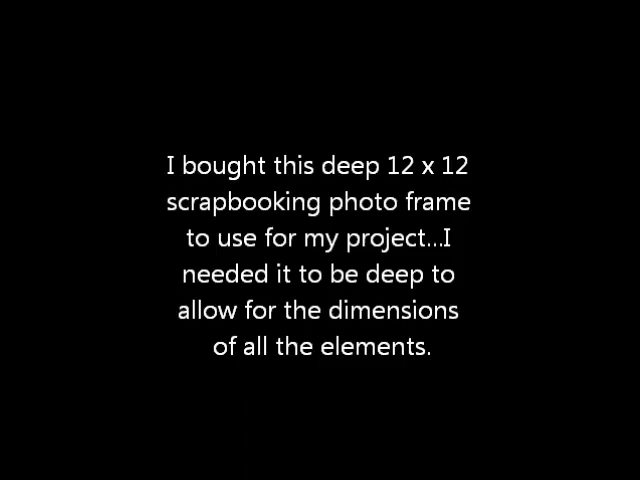 I bought this deep 12 x 12
scrapbooking photo frame
to use for my project...I
needed it to be deep to
allow for the dimensions
of all the elements.